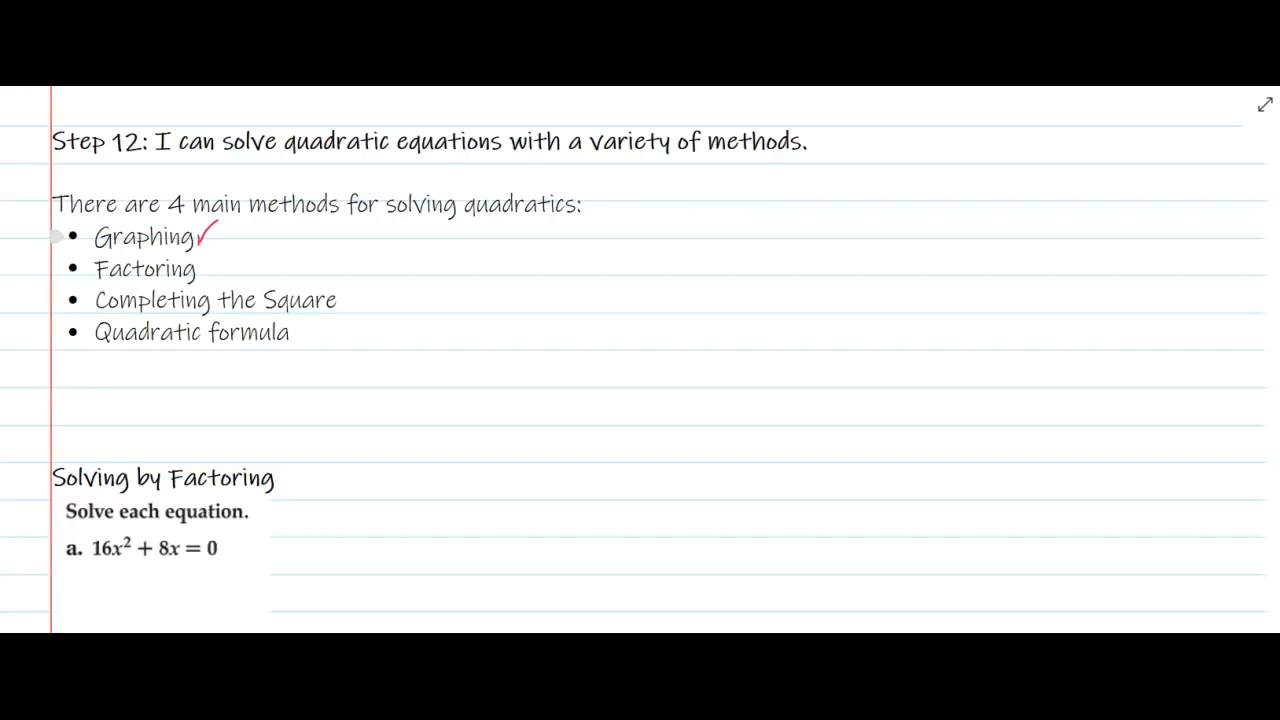 Step 12: I can solve quadratic equations with a variety of methods.
There are 4 main methods for solving quadratics:
• Graphing ✓
• Factoring
• Completing the Square
• Quadratic formula
Solving by Factoring
Solve each equation.
a. 16x² + 8x = 0